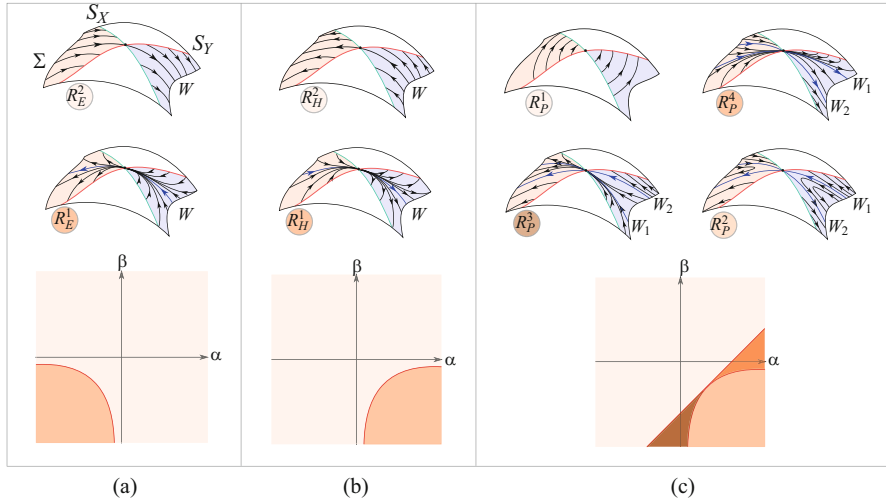 S_X
S_Y
Σ
W
R_E^2
W
R_E^1
β
α
(a)
R_H^2
W
R_H^1
W
β
α
(b)
R_P^1
R_P^4
W_1
W_2
R_P^3
W_2
W_1
R_P^2
W_1
W_2
β
α
(c)